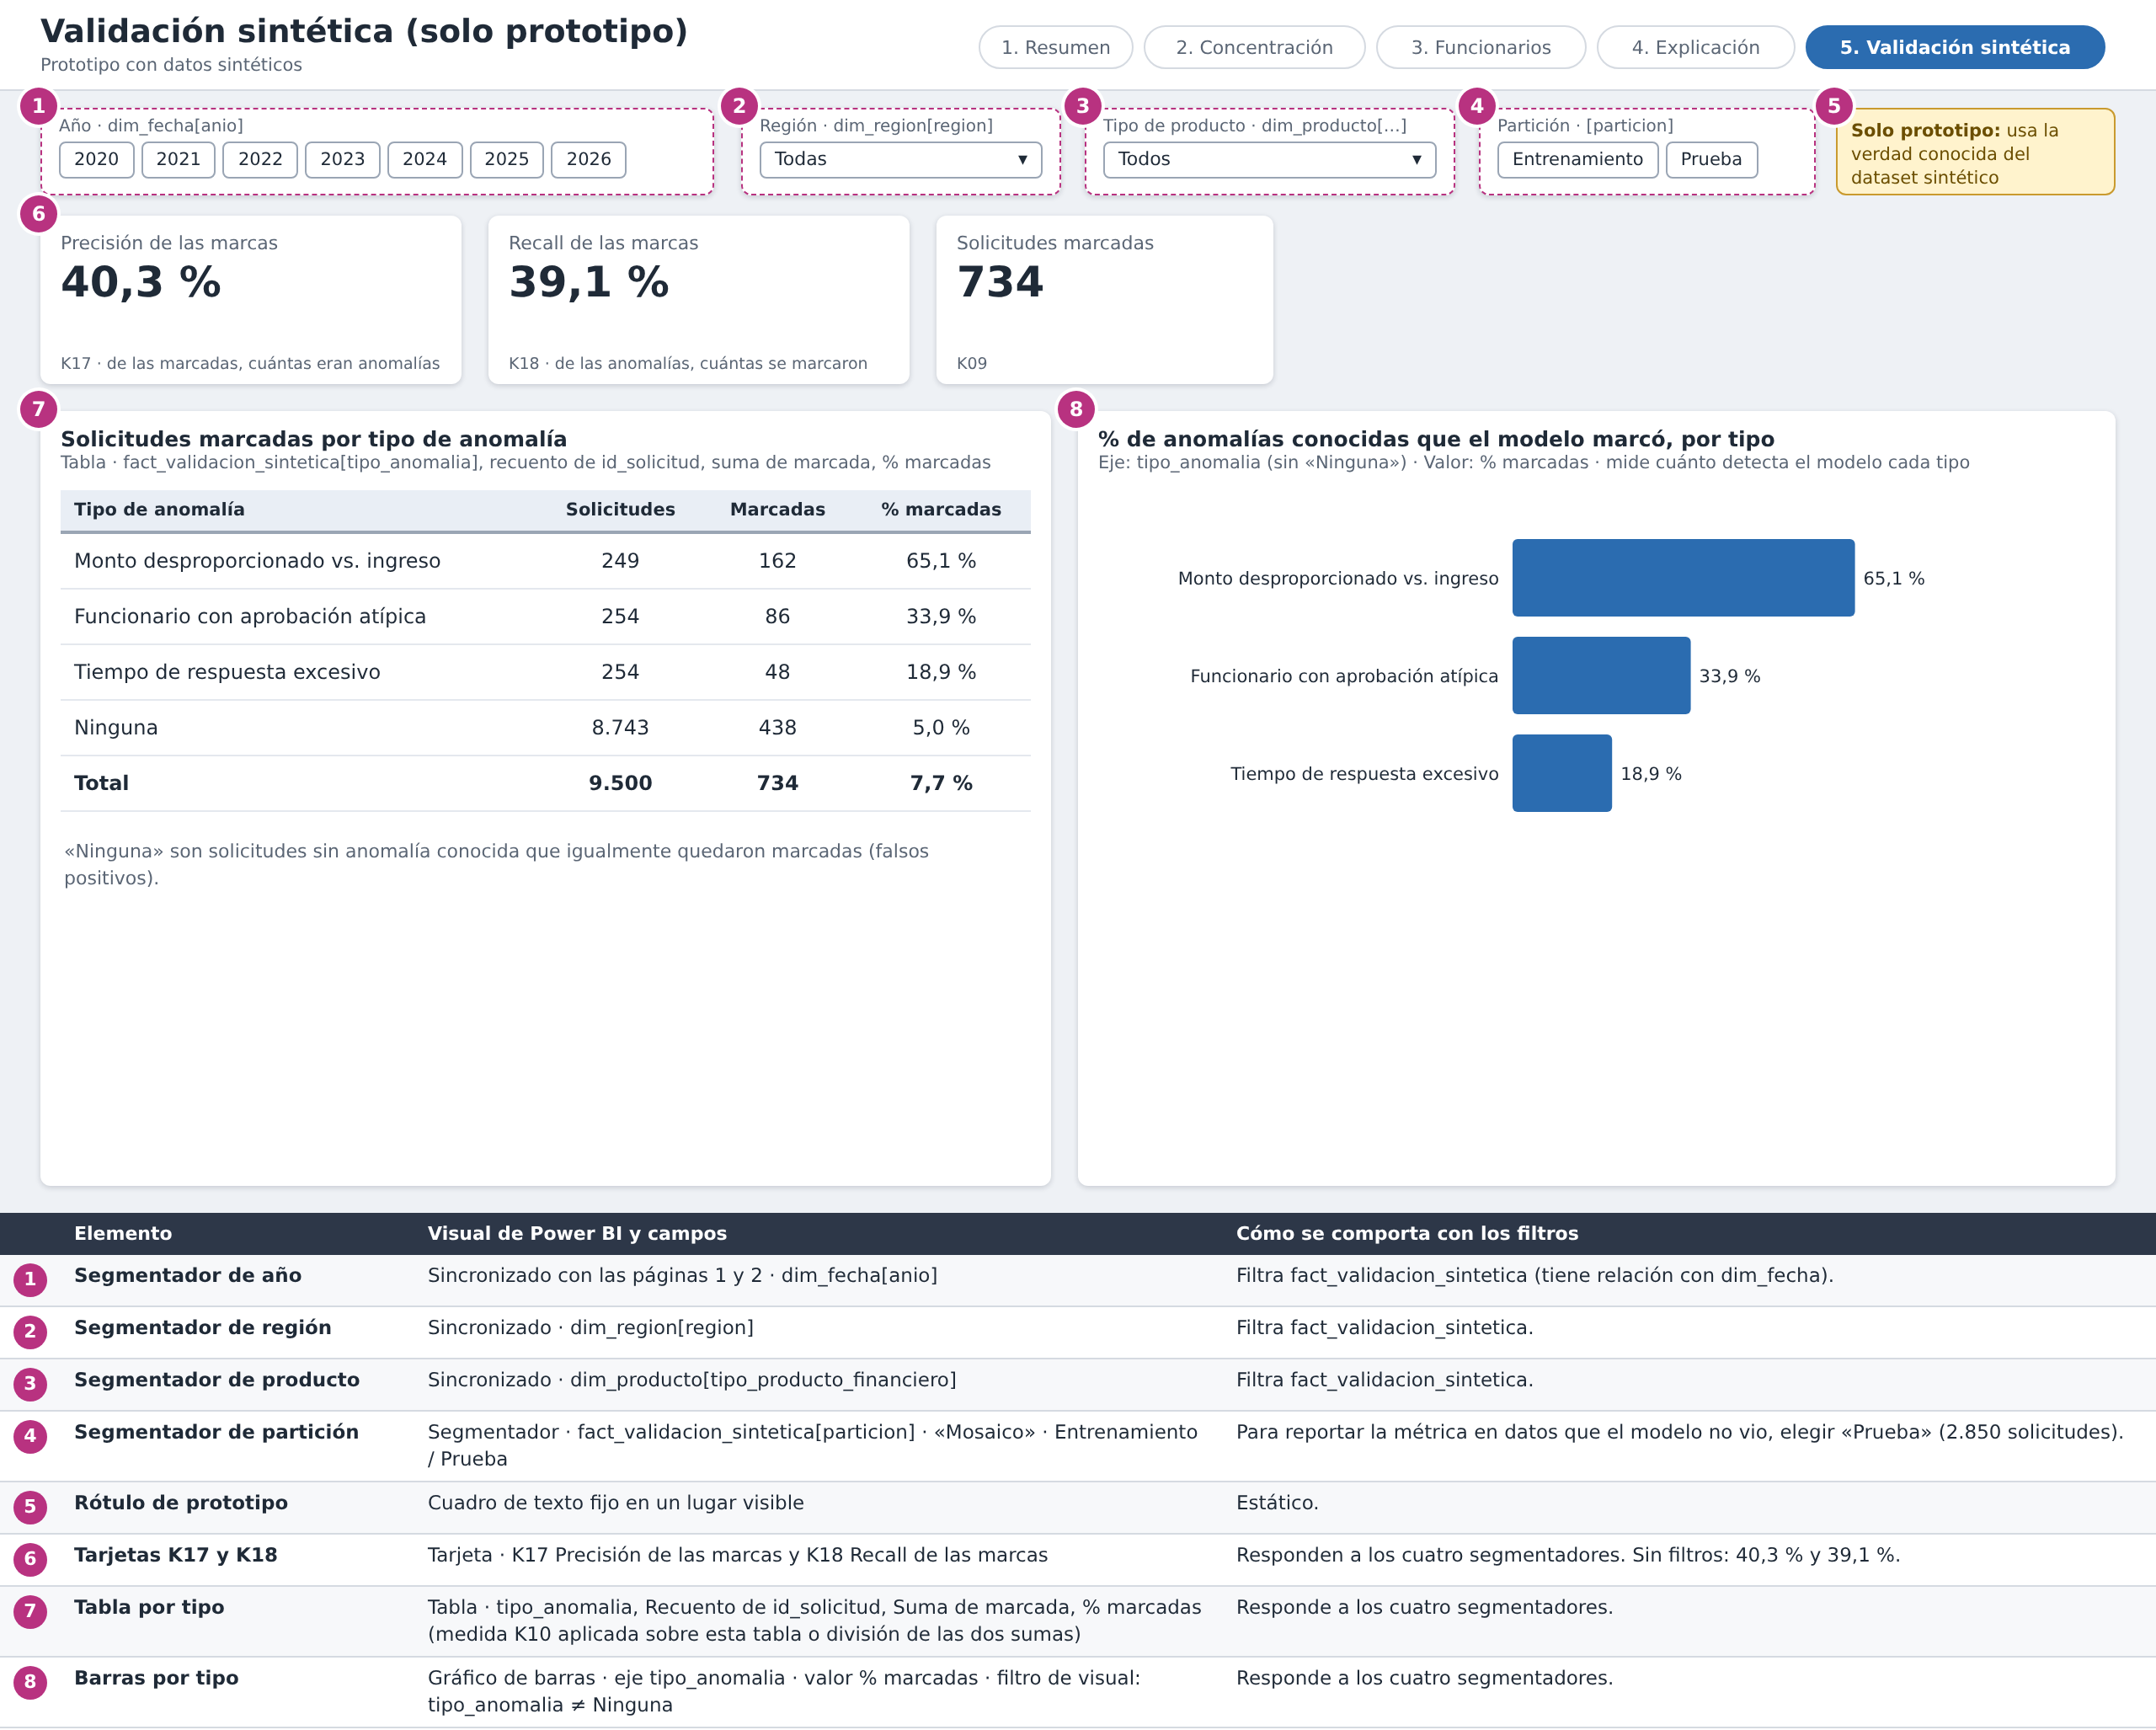 Validación sintética (solo prototipo)
Prototipo con datos sintéticos
1. Resumen
2. Concentración
3. Funcionarios
4. Explicación
5. Validación sintética
1
Año · dim_fecha[anio]
2020
2021
2022
2023
2024
2025
2026
2
Región · dim_region[region]
Todas ▼
3
Tipo de producto · dim_producto[…]
Todos ▼
4
Partición · [particion]
Entrenamiento
Prueba
5
Solo prototipo: usa la
verdad conocida del
dataset sintético
6
Precisión de las marcas
40,3 %
K17 · de las marcadas, cuántas eran anomalías
Recall de las marcas
39,1 %
K18 · de las anomalías, cuántas se marcaron
Solicitudes marcadas
734
K09
7
Solicitudes marcadas por tipo de anomalía
Tabla · fact_validacion_sintetica[tipo_anomalia], recuento de id_solicitud, suma de marcada, % marcadas
Tipo de anomalía Solicitudes Marcadas % marcadas
Monto desproporcionado vs. ingreso 249 162 65,1 %
Funcionario con aprobación atípica 254 86 33,9 %
Tiempo de respuesta excesivo 254 48 18,9 %
Ninguna 8.743 438 5,0 %
Total 9.500 734 7,7 %
«Ninguna» son solicitudes sin anomalía conocida que igualmente quedaron marcadas (falsos
positivos).
8
% de anomalías conocidas que el modelo marcó, por tipo
Eje: tipo_anomalia (sin «Ninguna») · Valor: % marcadas · mide cuánto detecta el modelo cada tipo
Monto desproporcionado vs. ingreso 65,1 %
Funcionario con aprobación atípica 33,9 %
Tiempo de respuesta excesivo 18,9 %
Elemento Visual de Power BI y campos Cómo se comporta con los filtros
1 Segmentador de año Sincronizado con las páginas 1 y 2 · dim_fecha[anio] Filtra fact_validacion_sintetica (tiene relación con dim_fecha).
2 Segmentador de región Sincronizado · dim_region[region] Filtra fact_validacion_sintetica.
3 Segmentador de producto Sincronizado · dim_producto[tipo_producto_financiero] Filtra fact_validacion_sintetica.
4 Segmentador de partición Segmentador · fact_validacion_sintetica[particion] · «Mosaico» · Entrenamiento Para reportar la métrica en datos que el modelo no vio, elegir «Prueba» (2.850 solicitudes).
/ Prueba
5 Rótulo de prototipo Cuadro de texto fijo en un lugar visible Estático.
6 Tarjetas K17 y K18 Tarjeta · K17 Precisión de las marcas y K18 Recall de las marcas Responden a los cuatro segmentadores. Sin filtros: 40,3 % y 39,1 %.
7 Tabla por tipo Tabla · tipo_anomalia, Recuento de id_solicitud, Suma de marcada, % marcadas Responde a los cuatro segmentadores.
(medida K10 aplicada sobre esta tabla o división de las dos sumas)
8 Barras por tipo Gráfico de barras · eje tipo_anomalia · valor % marcadas · filtro de visual: Responde a los cuatro segmentadores.
tipo_anomalia ≠ Ninguna